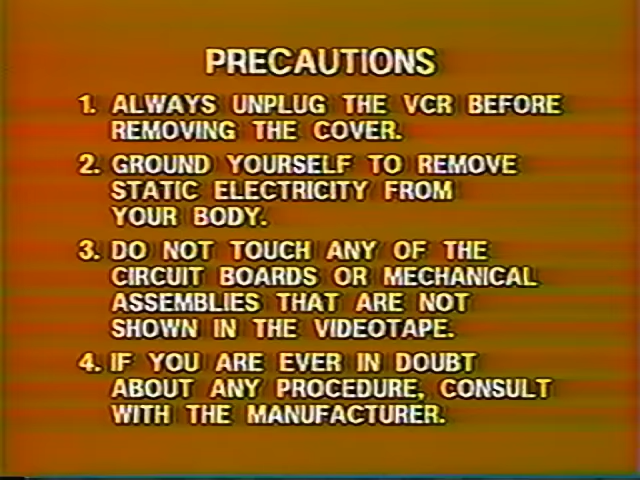 PRECAUTIONS
1. ALWAYS UNPLUG THE VCR BEFORE
REMOVING THE COVER.
2. GROUND YOURSELF TO REMOVE
STATIC ELECTRICITY FROM
YOUR BODY.
3. DO NOT TOUCH ANY OF THE
CIRCUIT BOARDS OR MECHANICAL
ASSEMBLIES THAT ARE NOT
SHOWN IN THE VIDEOTAPE.
4. IF YOU ARE EVER IN DOUBT
ABOUT ANY PROCEDURE, CONSULT
WITH THE MANUFACTURER.